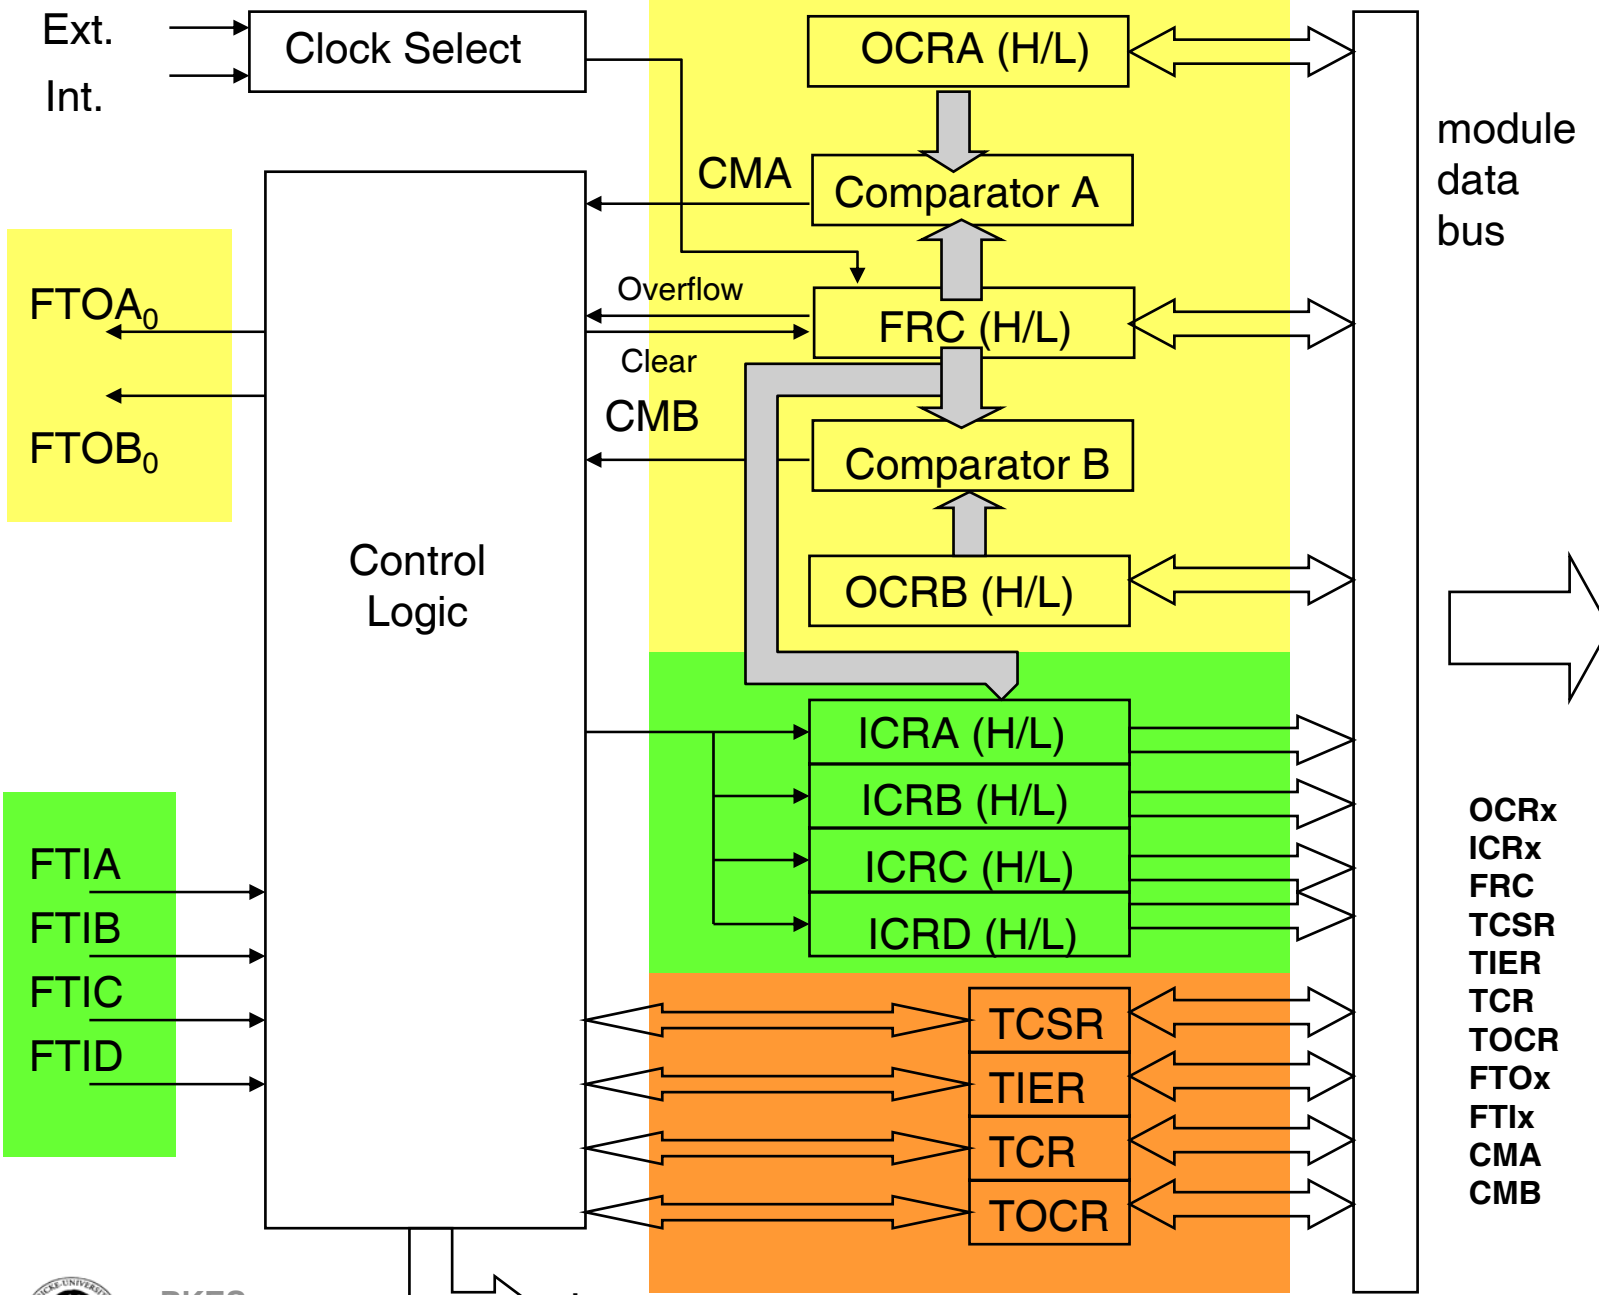 Ext.
Int.
Clock Select
OCRA (H/L)
module
data
bus
CMA
Comparator A
FTOA0
Overflow
FRC (H/L)
Clear
CMB
FTOB0
Comparator B
Control
Logic
OCRB (H/L)
ICRA (H/L)
ICRB (H/L)
ICRC (H/L)
ICRD (H/L)
FTIA
FTIB
FTIC
FTID
TCSR
TIER
TCR
TOCR
OCRx
ICRx
FRC
TCSR
TIER
TCR
TOCR
FTOx
FTIx
CMA
CMB